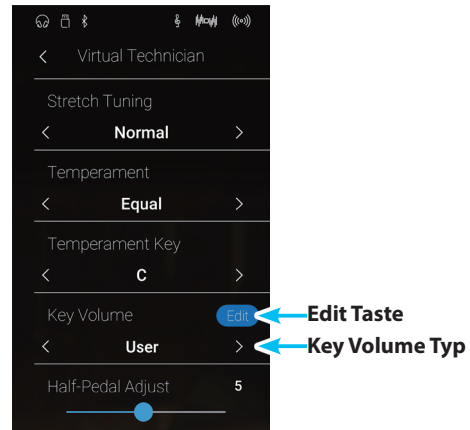 Virtual Technician
Stretch Tuning
Normal
Temperament
Equal
Temperament Key
C
Key Volume Edit
Edit Taste
User
Key Volume Typ
Half-Pedal Adjust 5